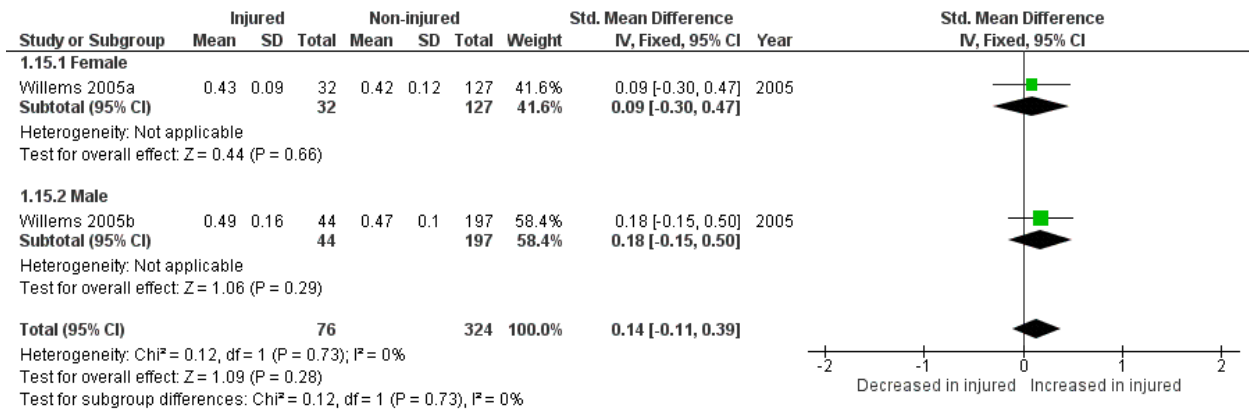 Injured Non-injured Std. Mean Difference Std. Mean Difference
Study or Subgroup Mean SD Total Mean SD Total Weight IV, Fixed, 95% CI Year IV, Fixed, 95% CI
1.15.1 Female
Willems 2005a 0.43 0.09 32 0.42 0.12 127 41.6% 0.09 [-0.30, 0.47] 2005
Subtotal (95% CI) 32 127 41.6% 0.09 [-0.30, 0.47]
Heterogeneity: Not applicable
Test for overall effect: Z = 0.44 (P = 0.66)
1.15.2 Male
Willems 2005b 0.49 0.16 44 0.47 0.1 197 58.4% 0.18 [-0.15, 0.50] 2005
Subtotal (95% CI) 44 197 58.4% 0.18 [-0.15, 0.50]
Heterogeneity: Not applicable
Test for overall effect: Z = 1.06 (P = 0.29)
Total (95% CI) 76 324 100.0% 0.14 [-0.11, 0.39]
Heterogeneity: Chi² = 0.12, df = 1 (P = 0.73); I² = 0%
Test for overall effect: Z = 1.09 (P = 0.28)
Test for subgroup differences: Chi² = 0.12, df = 1 (P = 0.73), I² = 0%
-2 -1 0 1 2
Decreased in injured Increased in injured